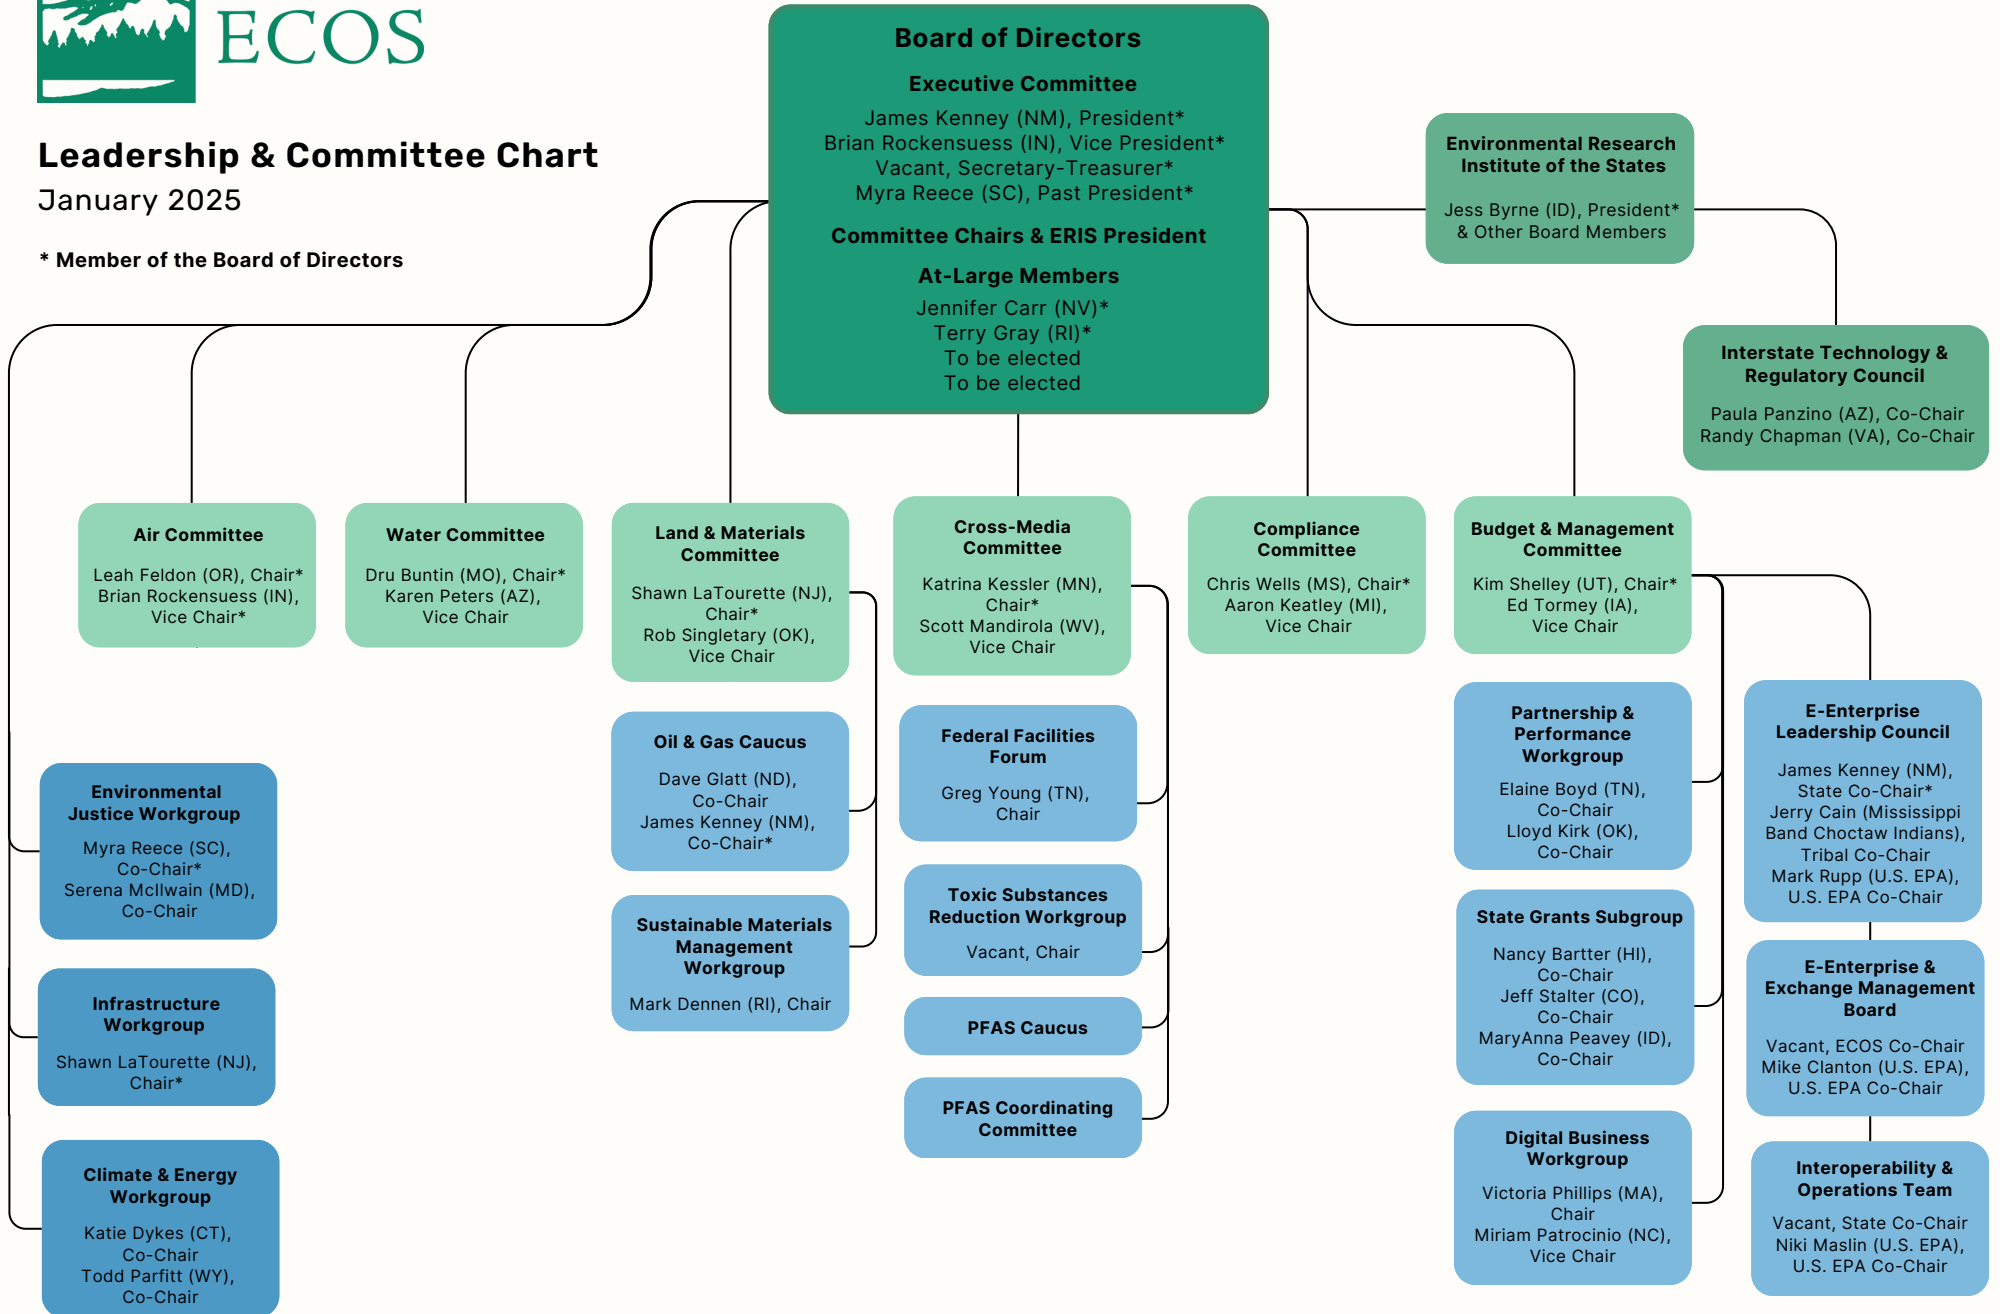 ECOS
Leadership & Committee Chart
January 2025
* Member of the Board of Directors
Board of Directors
Executive Committee
James Kenney (NM), President*
Brian Rockensuess (IN), Vice President*
Vacant, Secretary-Treasurer*
Myra Reece (SC), Past President*
Committee Chairs & ERIS President
At-Large Members
Jennifer Carr (NV)*
Terry Gray (RI)*
To be elected
To be elected
Environmental Research
Institute of the States
Jess Byrne (ID), President*
& Other Board Members
Interstate Technology &
Regulatory Council
Paula Panzino (AZ), Co-Chair
Randy Chapman (VA), Co-Chair
Air Committee
Leah Feldon (OR), Chair*
Brian Rockensuess (IN),
Vice Chair*
Water Committee
Dru Buntin (MO), Chair*
Karen Peters (AZ),
Vice Chair
Land & Materials
Committee
Shawn LaTourette (NJ),
Chair*
Rob Singletary (OK),
Vice Chair
Cross-Media
Committee
Katrina Kessler (MN),
Chair*
Scott Mandirola (WV),
Vice Chair
Compliance
Committee
Chris Wells (MS), Chair*
Aaron Keatley (MI),
Vice Chair
Budget & Management
Committee
Kim Shelley (UT), Chair*
Ed Tormey (IA),
Vice Chair
Environmental
Justice Workgroup
Myra Reece (SC),
Co-Chair*
Serena McIlwain (MD),
Co-Chair
Infrastructure
Workgroup
Shawn LaTourette (NJ),
Chair*
Climate & Energy
Workgroup
Katie Dykes (CT),
Co-Chair
Todd Parfitt (WY),
Co-Chair
Oil & Gas Caucus
Dave Glatt (ND),
Co-Chair
James Kenney (NM),
Co-Chair*
Sustainable Materials
Management
Workgroup
Mark Dennen (RI), Chair
Federal Facilities
Forum
Greg Young (TN),
Chair
Toxic Substances
Reduction Workgroup
Vacant, Chair
PFAS Caucus
PFAS Coordinating
Committee
Partnership &
Performance
Workgroup
Elaine Boyd (TN),
Co-Chair
Lloyd Kirk (OK),
Co-Chair
State Grants Subgroup
Nancy Bartter (HI),
Co-Chair
Jeff Stalter (CO),
Co-Chair
MaryAnna Peavey (ID),
Co-Chair
Digital Business
Workgroup
Victoria Phillips (MA),
Chair
Miriam Patrocinio (NC),
Vice Chair
E-Enterprise
Leadership Council
James Kenney (NM),
State Co-Chair*
Jerry Cain (Mississippi
Band Choctaw Indians),
Tribal Co-Chair
Mark Rupp (U.S. EPA),
U.S. EPA Co-Chair
E-Enterprise &
Exchange Management
Board
Vacant, ECOS Co-Chair
Mike Clanton (U.S. EPA),
U.S. EPA Co-Chair
Interoperability &
Operations Team
Vacant, State Co-Chair
Niki Maslin (U.S. EPA),
U.S. EPA Co-Chair